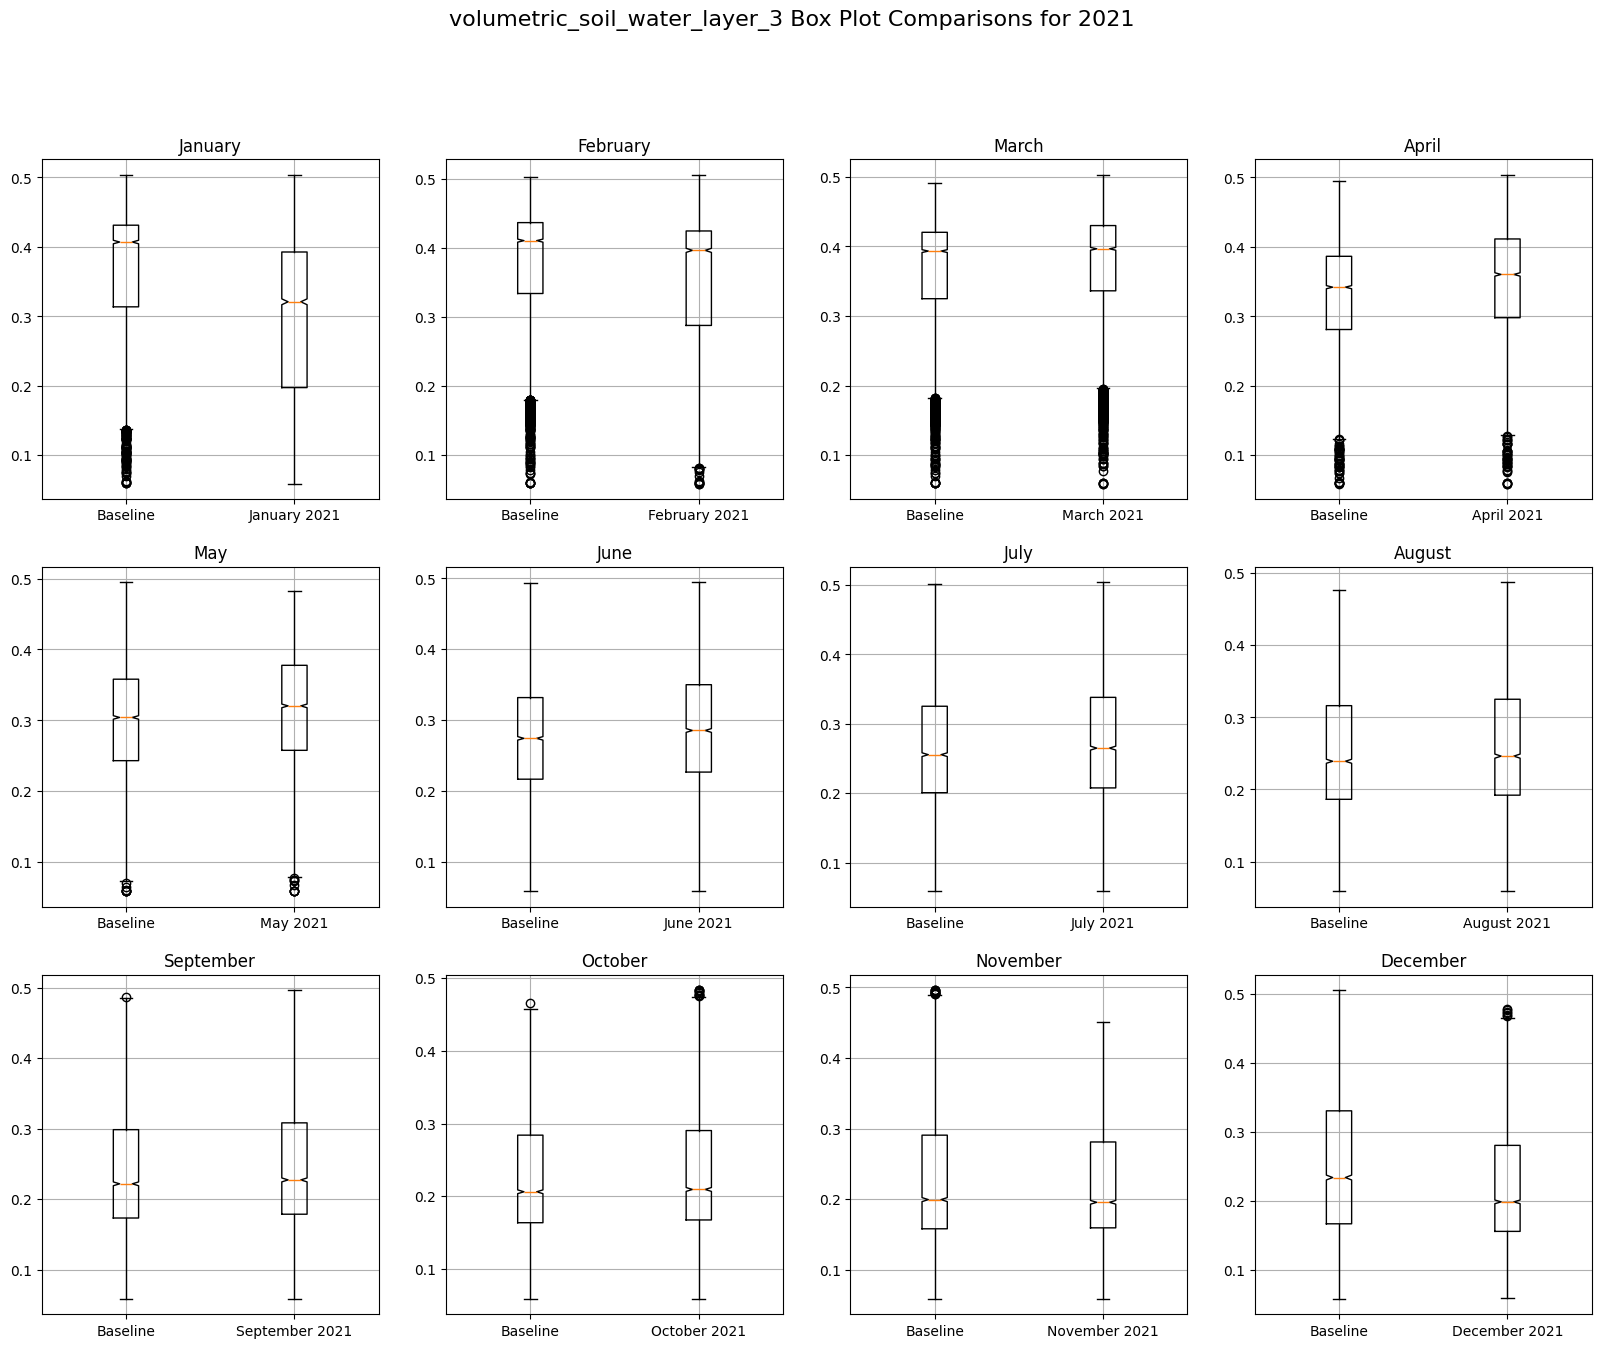 volumetric_soil_water_layer_3 Box Plot Comparisons for 2021
January
0.5
0.4
0.3
0.2
0.1
Baseline
January 2021
February
0.5
0.4
0.3
0.2
0.1
Baseline
February 2021
March
0.5
0.4
0.3
0.2
0.1
Baseline
March 2021
April
0.5
0.4
0.3
0.2
0.1
Baseline
April 2021
May
0.5
0.4
0.3
0.2
0.1
Baseline
May 2021
June
0.5
0.4
0.3
0.2
0.1
Baseline
June 2021
July
0.5
0.4
0.3
0.2
0.1
Baseline
July 2021
August
0.5
0.4
0.3
0.2
0.1
Baseline
August 2021
September
0.5
0.4
0.3
0.2
0.1
Baseline
September 2021
October
0.5
0.4
0.3
0.2
0.1
Baseline
October 2021
November
0.5
0.4
0.3
0.2
0.1
Baseline
November 2021
December
0.5
0.4
0.3
0.2
0.1
Baseline
December 2021